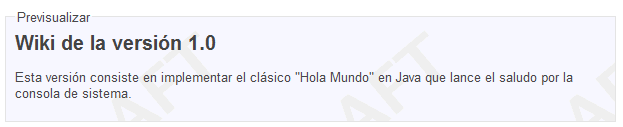 Previsualizar
Wiki de la versión 1.0
Esta versión consiste en implementar el clásico "Hola Mundo" en Java que lance el saludo por la
consola de sistema.